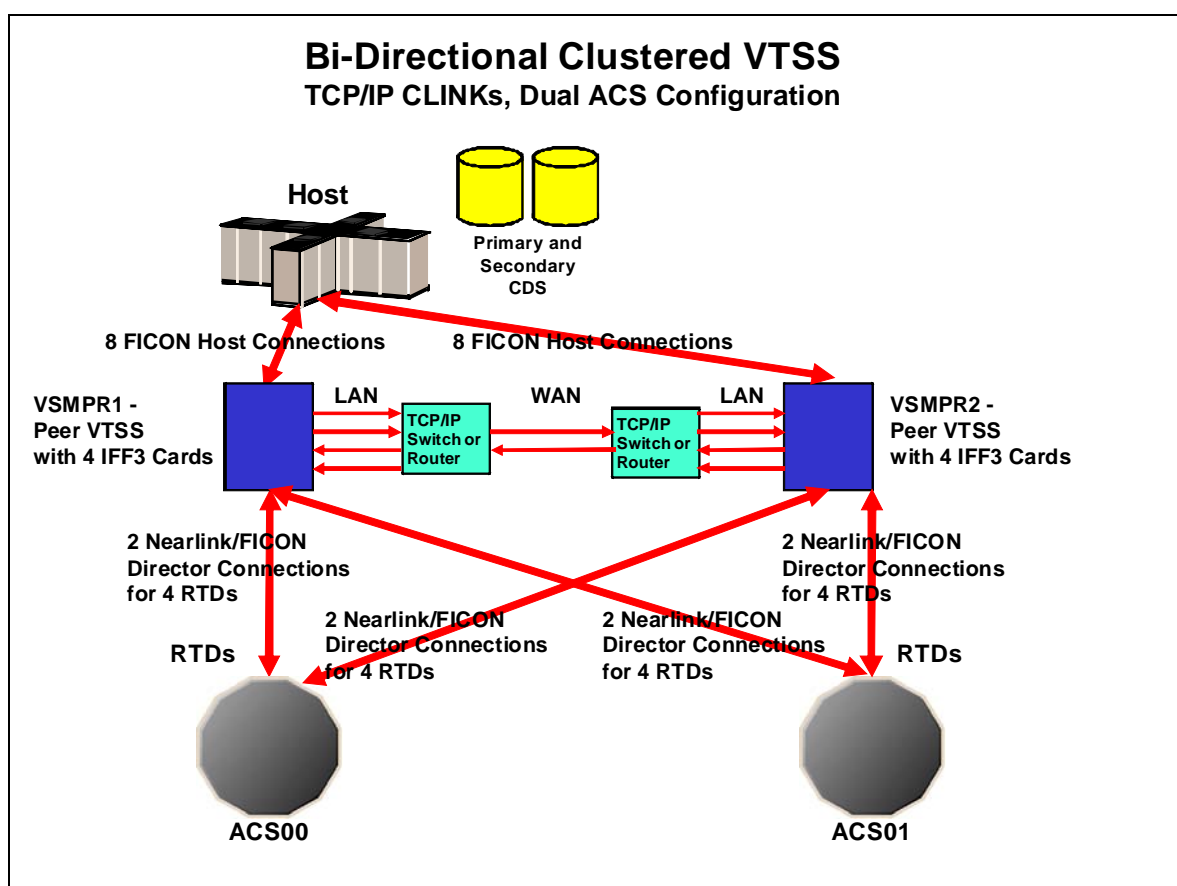 Bi-Directional Clustered VTSS
TCP/IP CLINKs, Dual ACS Configuration
Host
Primary and
Secondary
CDS
8 FICON Host Connections
8 FICON Host Connections
VSMPR1 -
Peer VTSS
with 4 IFF3 Cards
LAN
TCP/IP
Switch or
Router
WAN
TCP/IP
Switch or
Router
LAN
VSMPR2 -
Peer VTSS
with 4 IFF3 Cards
2 Nearlink/FICON
Director Connections
for 4 RTDs
2 Nearlink/FICON
Director Connections
for 4 RTDs
2 Nearlink/FICON
Director Connections
for 4 RTDs
2 Nearlink/FICON
Director Connections
for 4 RTDs
RTDs
RTDs
ACS00
ACS01